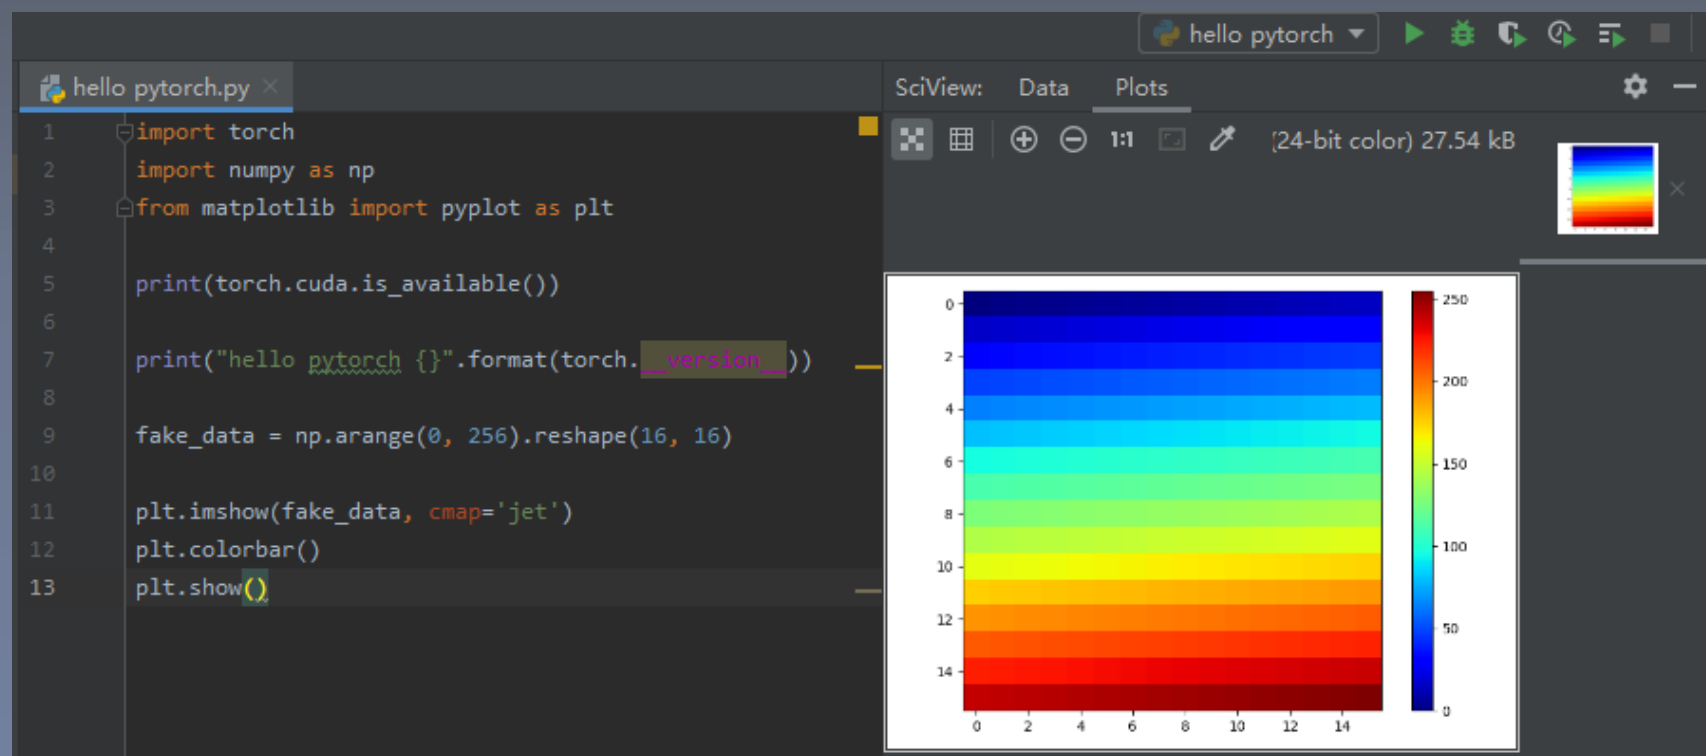 hello pytorch
hello pytorch.py
SciView: Data Plots
1 import torch
2 import numpy as np
3 from matplotlib import pyplot as plt
4
5 print(torch.cuda.is_available())
6
7 print("hello pytorch {}".format(torch.__version__))
8
9 fake_data = np.arange(0, 256).reshape(16, 16)
10
11 plt.imshow(fake_data, cmap='jet')
12 plt.colorbar()
13 plt.show()
1:1 (24-bit color) 27.54 kB
0
2
4
6
8
10
12
14
0 2 4 6 8 10 12 14
250
200
150
100
50
0